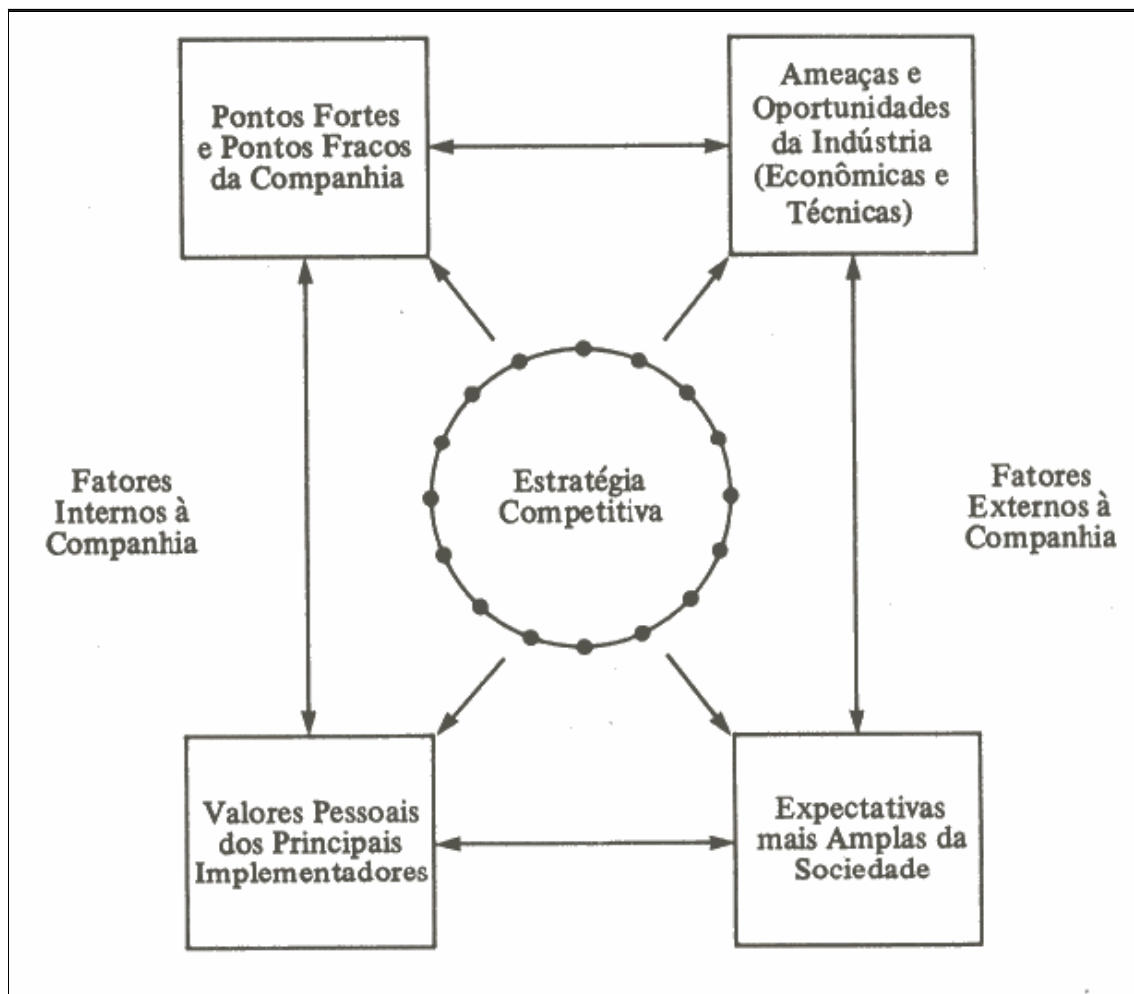 Pontos Fortes
e Pontos Fracos
da Companhia
Ameaças e
Oportunidades
da Indústria
(Econômicas e
Técnicas)
Fatores
Internos à
Companhia
Estratégia
Competitiva
Fatores
Externos à
Companhia
Valores Pessoais
dos Principais
Implementadores
Expectativas
mais Amplas da
Sociedade